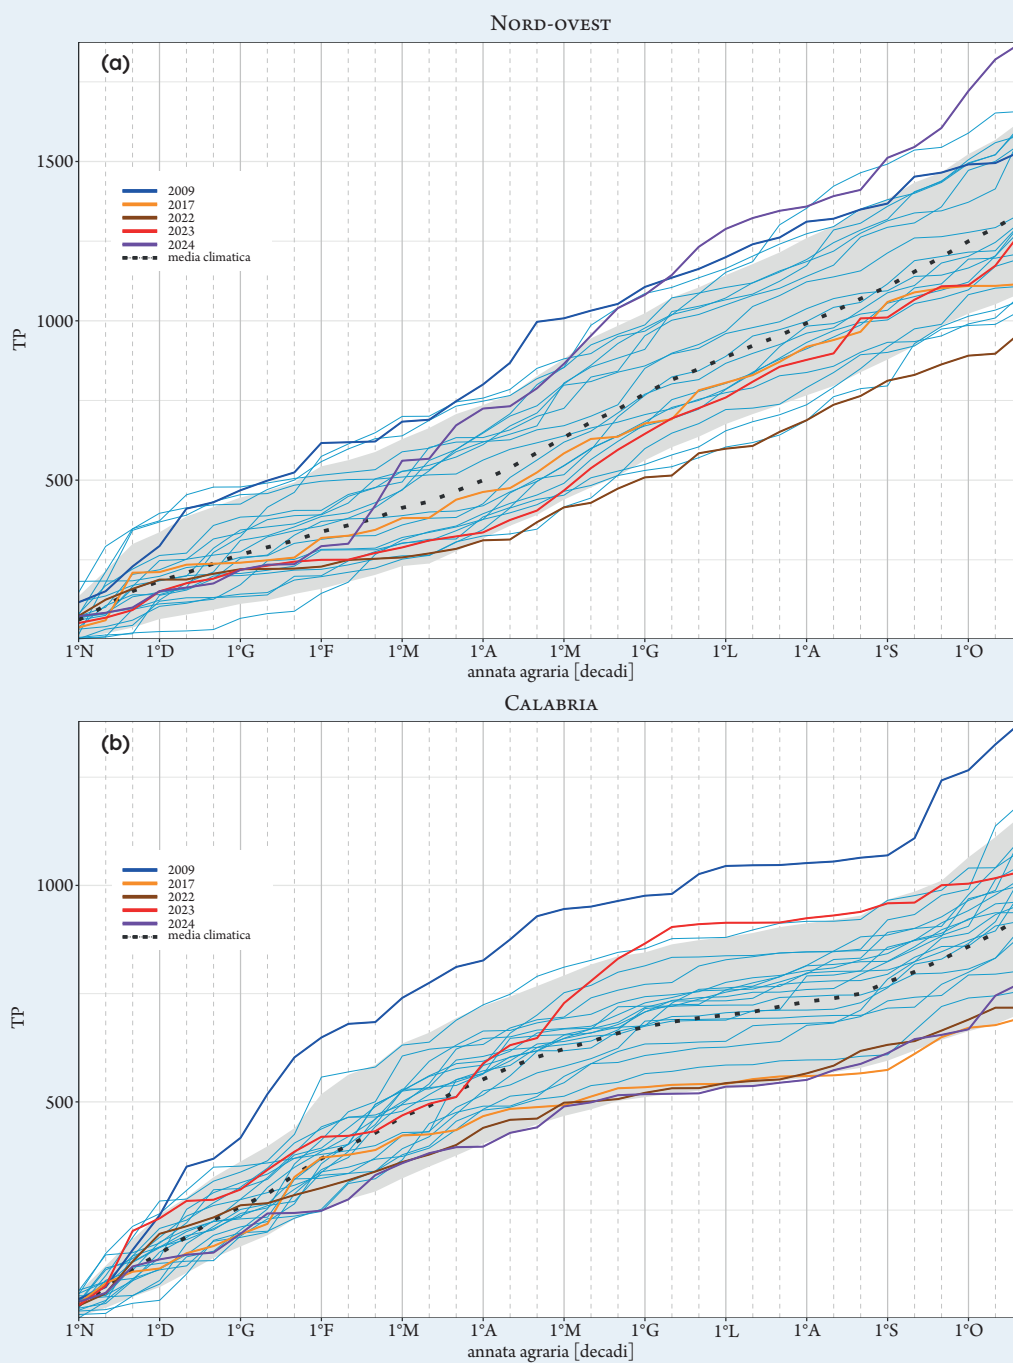 NORD-OVEST
(a)
1500
1000
500
TP
2009
2017
2022
2023
2024
media climatica
1°N 1°D 1°G 1°F 1°M 1°A 1°M 1°G 1°L 1°A 1°S 1°O
annata agraria [decadi]
CALABRIA
(b)
1000
500
TP
2009
2017
2022
2023
2024
media climatica
1°N 1°D 1°G 1°F 1°M 1°A 1°M 1°G 1°L 1°A 1°S 1°O
annata agraria [decadi]